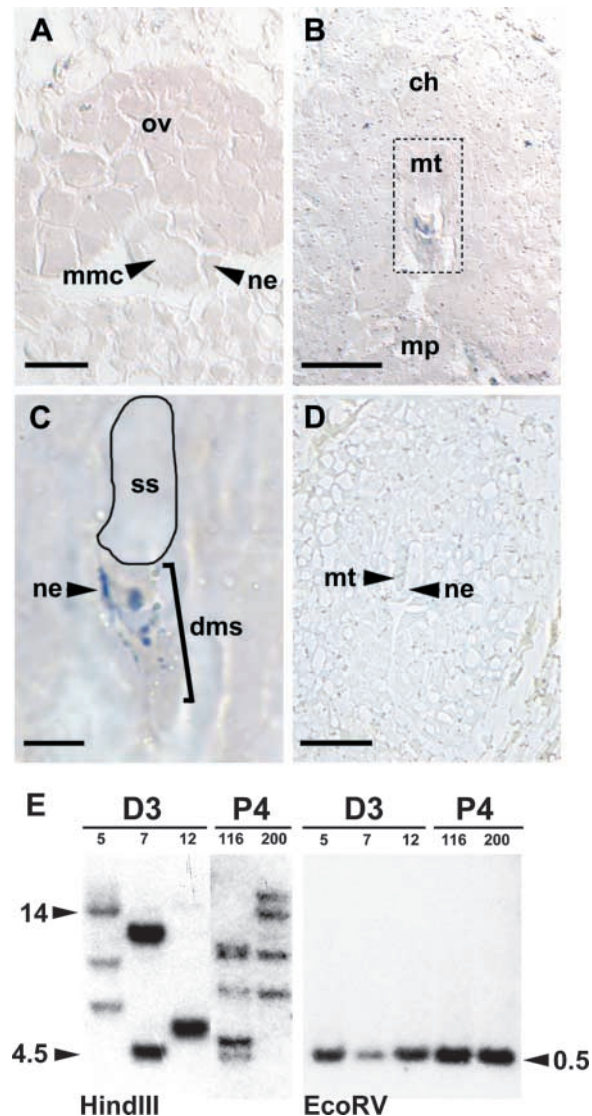 A
ov
mmc
ne
B
ch
mt
mp
C
ss
ne
dms
D
mt
ne
E
D3 P4 D3 P4
5 7 12 116 200 5 7 12 116 200
14
4.5
0.5
HindIII EcoRV